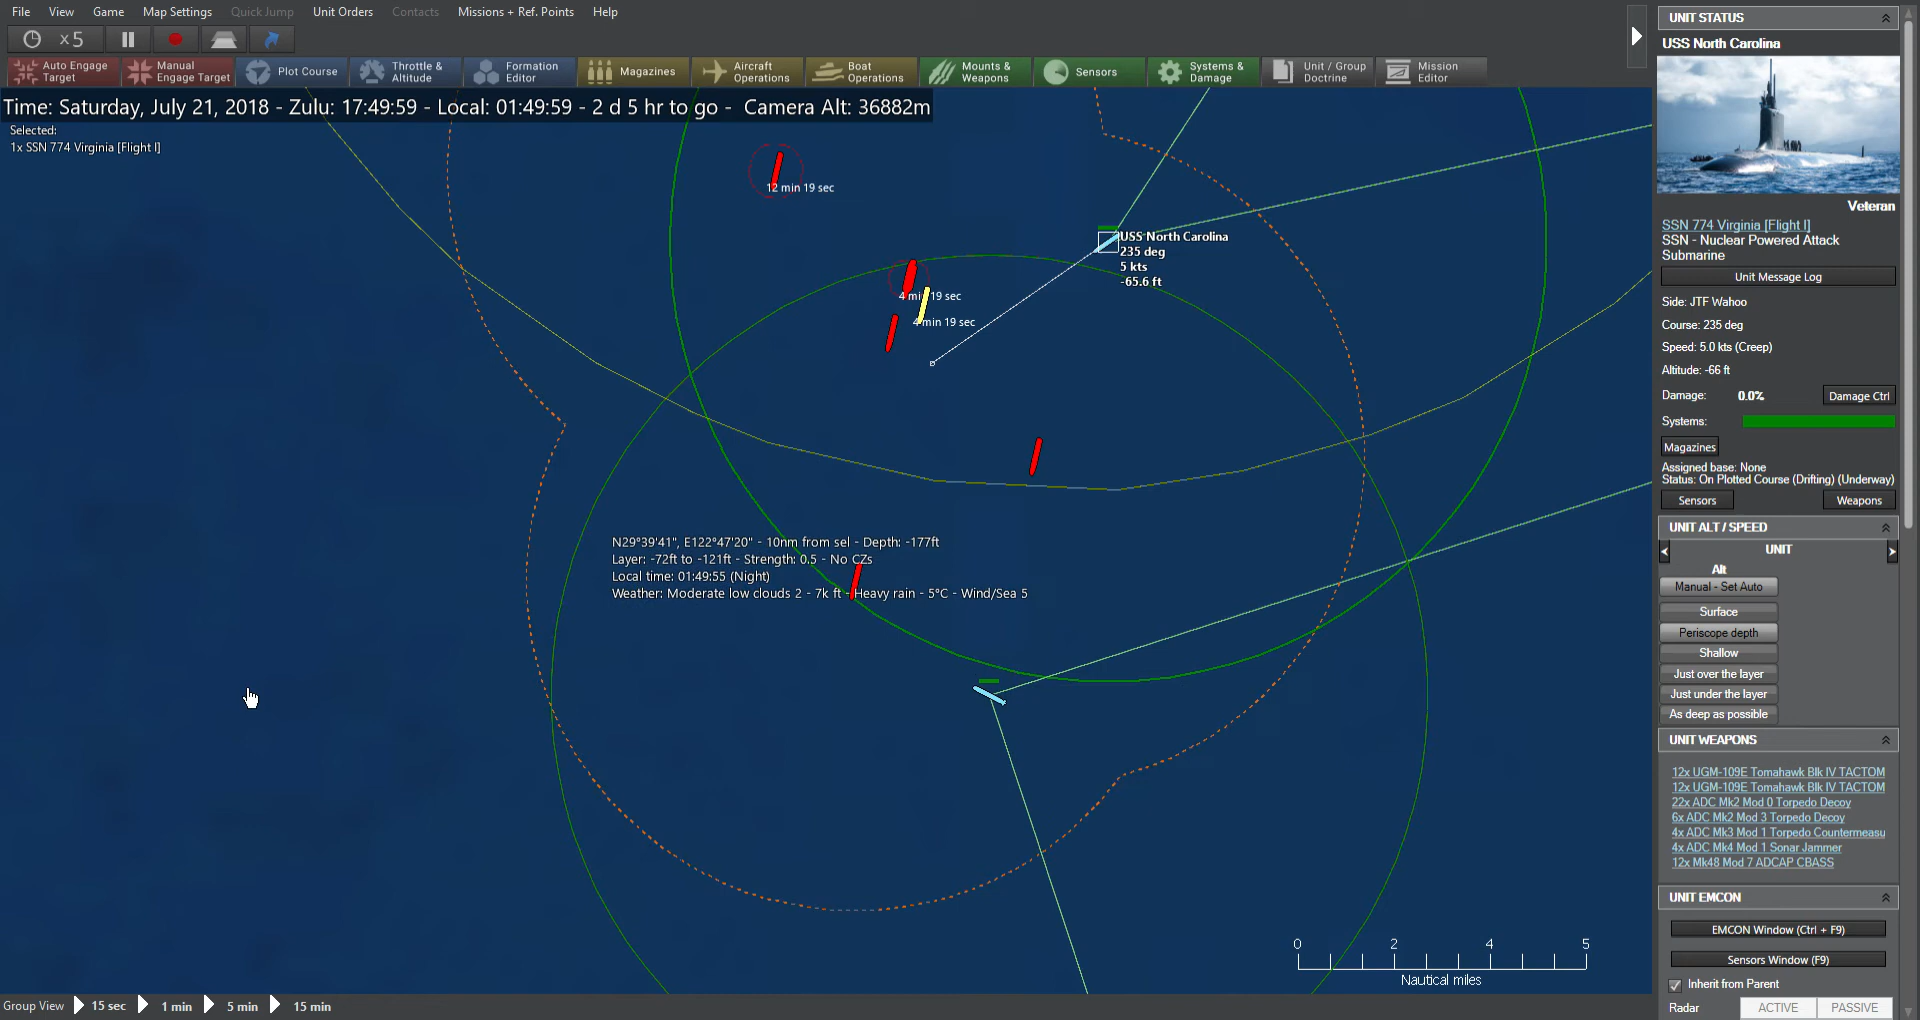 File View Game Map Settings Quick Jump Unit Orders Contacts Missions + Ref. Points Help
x 5
Auto Engage Target
Manual Engage Target
Plot Course
Throttle & Altitude
Formation Editor
Magazines
Aircraft Operations
Boat Operations
Mounts & Weapons
Sensors
Systems & Damage
Unit / Group Doctrine
Mission Editor
Time: Saturday, July 21, 2018 - Zulu: 17:49:59 - Local: 01:49:59 - 2 d 5 hr to go - Camera Alt: 36882m
Selected:
1x SSN 774 Virginia [Flight I]
12 min 19 sec
USS North Carolina
235 deg
5 kts
-65.6 ft
4 min 19 sec
4 min 19 sec
N29°39'41", E122°47'20" - 10nm from sel - Depth: -177ft
Layer: -72ft to -121ft - Strength: 0.5 - No CZs
Local time: 01:49:55 (Night)
Weather: Moderate low clouds 2 - 7k ft - Heavy rain - 5°C - Wind/Sea 5
0 2 4 5
Nautical miles
Group View 15 sec 1 min 5 min 15 min
UNIT STATUS
USS North Carolina
Veteran
SSN 774 Virginia [Flight I]
SSN - Nuclear Powered Attack
Submarine
Unit Message Log
Side: JTF Wahoo
Course: 235 deg
Speed: 5.0 kts (Creep)
Altitude: -66 ft
Damage: 0.0% Damage Ctrl
Systems:
Magazines
Assigned base: None
Status: On Plotted Course (Drifting) (Underway)
Sensors Weapons
UNIT ALT / SPEED
UNIT
Alt
Manual - Set Auto
Surface
Periscope depth
Shallow
Just over the layer
Just under the layer
As deep as possible
UNIT WEAPONS
12x UGM-109E Tomahawk Blk IV TACTOM
12x UGM-109E Tomahawk Blk IV TACTOM
22x ADC Mk2 Mod 0 Torpedo Decoy
6x ADC Mk2 Mod 3 Torpedo Decoy
4x ADC Mk3 Mod 1 Torpedo Countermeasu
4x ADC Mk4 Mod 1 Sonar Jammer
12x Mk48 Mod 7 ADCAP CBASS
UNIT EMCON
EMCON Window (Ctrl + F9)
Sensors Window (F9)
Inherit from Parent
Radar ACTIVE PASSIVE